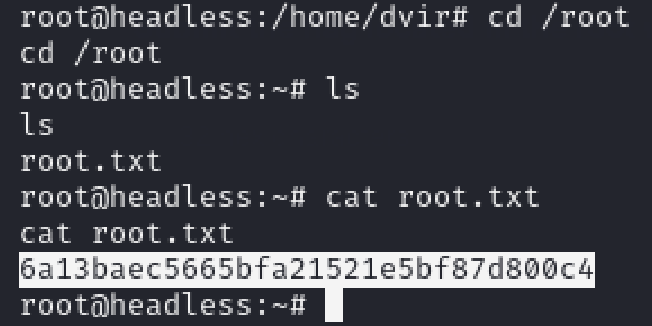 root@headless:/home/dvir# cd /root
cd /root
root@headless:~# ls
ls
root.txt
root@headless:~# cat root.txt
cat root.txt
6a13baec5665bfa21521e5bf87d800c4
root@headless:~#